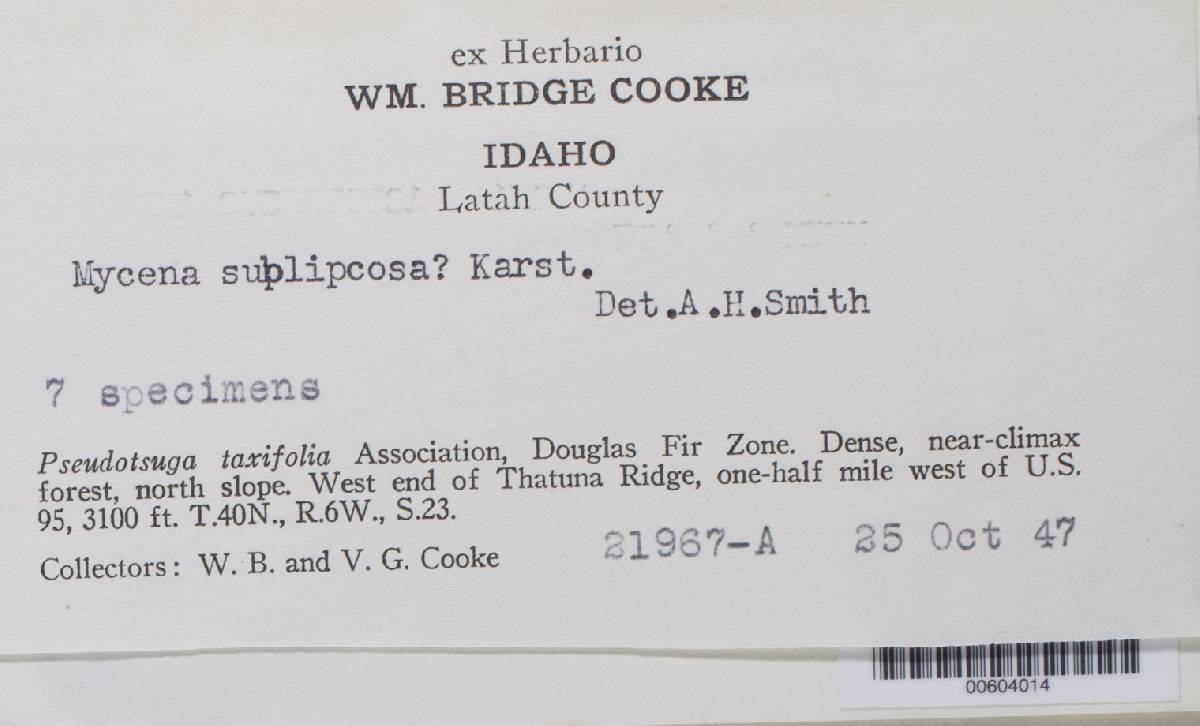 ex Herbario
WM. BRIDGE COOKE
IDAHO
Latah County
Mycena sublipcosa? Karst.
Det.A.H.Smith
7 specimens
Pseudotsuga taxifolia Association, Douglas Fir Zone. Dense, near-climax
forest, north slope. West end of Thatuna Ridge, one-half mile west of U.S.
95, 3100 ft. T.40N., R.6W., S.23.
Collectors: W. B. and V. G. Cooke
21967-A 25 Oct 47
00604014